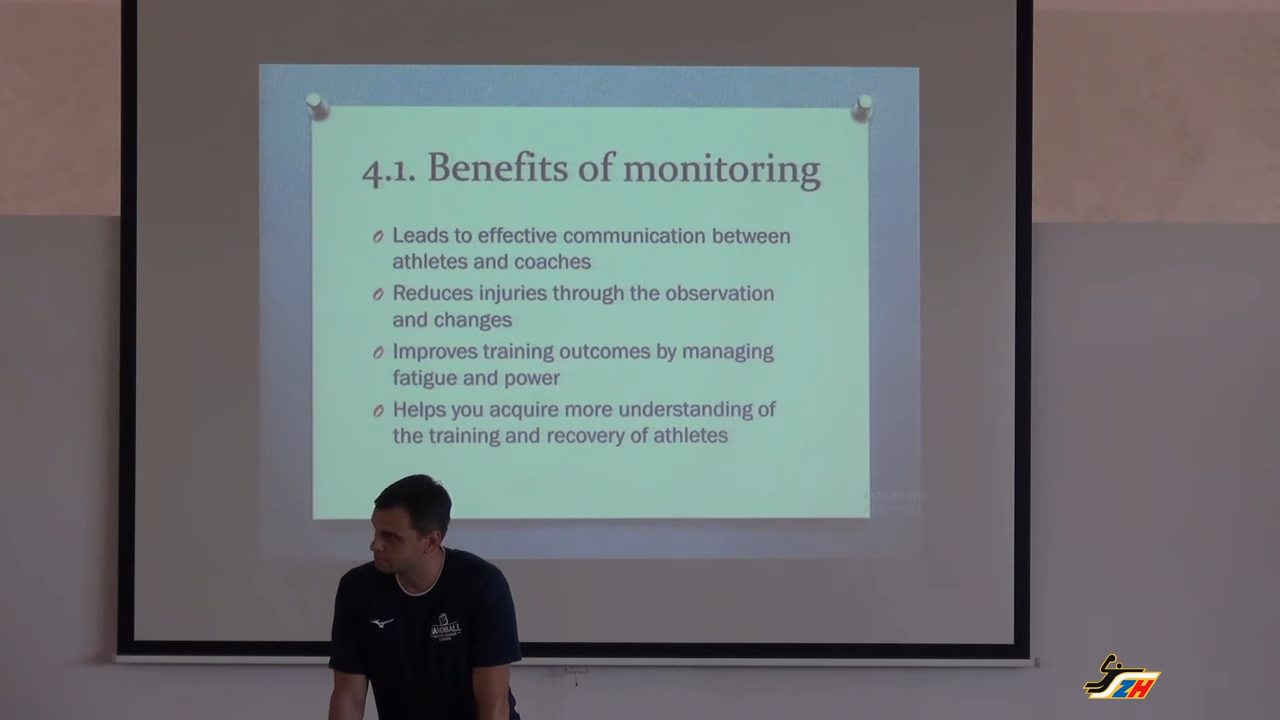 4.1. Benefits of monitoring
Leads to effective communication between
athletes and coaches
Reduces injuries through the observation
and changes
Improves training outcomes by managing
fatigue and power
Helps you acquire more understanding of
the training and recovery of athletes
HANDBALL
ZH